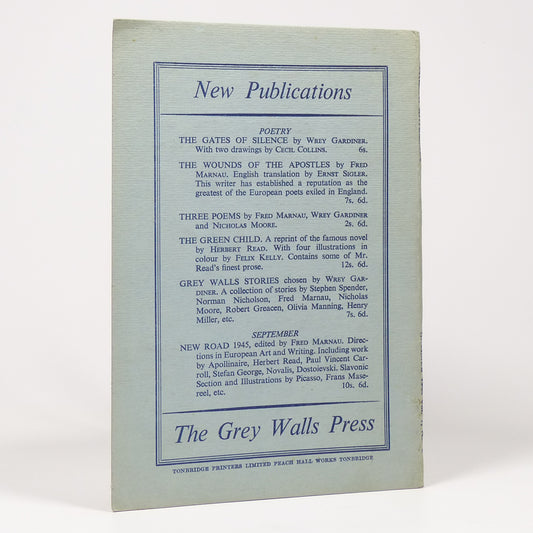 New Publications
POETRY
THE GATES OF SILENCE by WREY GARDINER.
With two drawings by CECIL COLLINS. 6s.
THE WOUNDS OF THE APOSTLES by FRED
MARNAU. English translation by ERNST SIGLER.
This writer has established a reputation as the
greatest of the European poets exiled in England.
7s. 6d.
THREE POEMS by FRED MARNAU, WREY GARDINER
and NICHOLAS MOORE. 2s. 6d.
THE GREEN CHILD. A reprint of the famous novel
by HERBERT READ. With four illustrations in
colour by FELIX KELLY. Contains some of Mr.
Read's finest prose. 12s. 6d.
GREY WALLS STORIES chosen by WREY GAR-
DINER. A collection of stories by Stephen Spender,
Norman Nicholson, Fred Marnau, Nicholas
Moore, Robert Greacen, Olivia Manning, Henry
Miller, etc. 7s. 6d.
SEPTEMBER
NEW ROAD 1945, edited by FRED MARNAU. Direc-
tions in European Art and Writing. Including work
by Apollinaire, Herbert Read, Paul Vincent Car-
roll, Stefan George, Novalis, Dostoievski. Slavonic
Section and Illustrations by Picasso, Frans Mase-
reel, etc. 10s. 6d.
The Grey Walls Press
TONBRIDGE PRINTERS LIMITED PEACH HALL WORKS TONBRIDGE